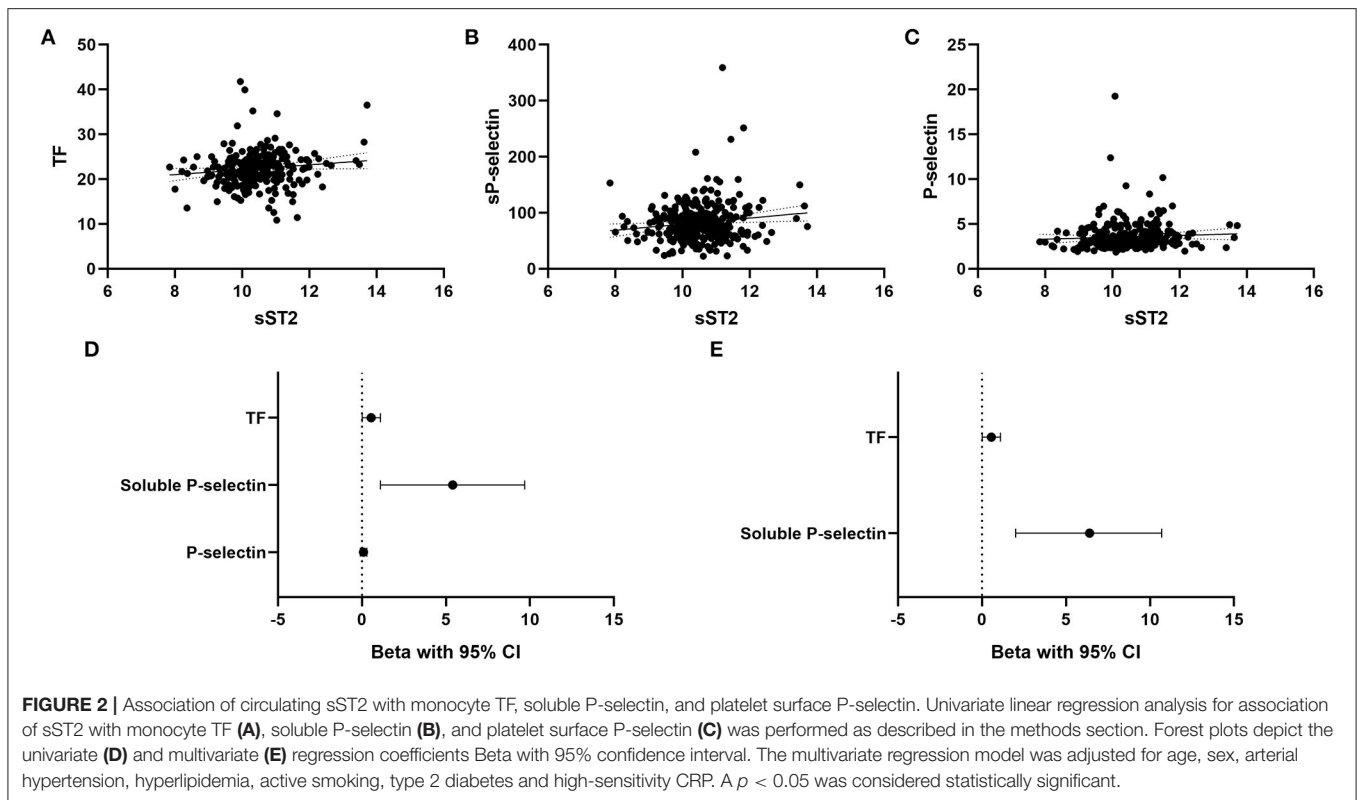 A
50
40
30
20
10
0
TF
6 8 10 12 14 16
sST2
B
400
300
200
100
0
sP-selectin
6 8 10 12 14 16
sST2
C
25
20
15
10
5
0
P-selectin
6 8 10 12 14 16
sST2
D
TF
Soluble P-selectin
P-selectin
-5 0 5 10 15
Beta with 95% CI
E
TF
Soluble P-selectin
-5 0 5 10 15
Beta with 95% CI
FIGURE 2 | Association of circulating sST2 with monocyte TF, soluble P-selectin, and platelet surface P-selectin. Univariate linear regression analysis for association
of sST2 with monocyte TF (A), soluble P-selectin (B), and platelet surface P-selectin (C) was performed as described in the methods section. Forest plots depict the
univariate (D) and multivariate (E) regression coefficients Beta with 95% confidence interval. The multivariate regression model was adjusted for age, sex, arterial
hypertension, hyperlipidemia, active smoking, type 2 diabetes and high-sensitivity CRP. A p < 0.05 was considered statistically significant.